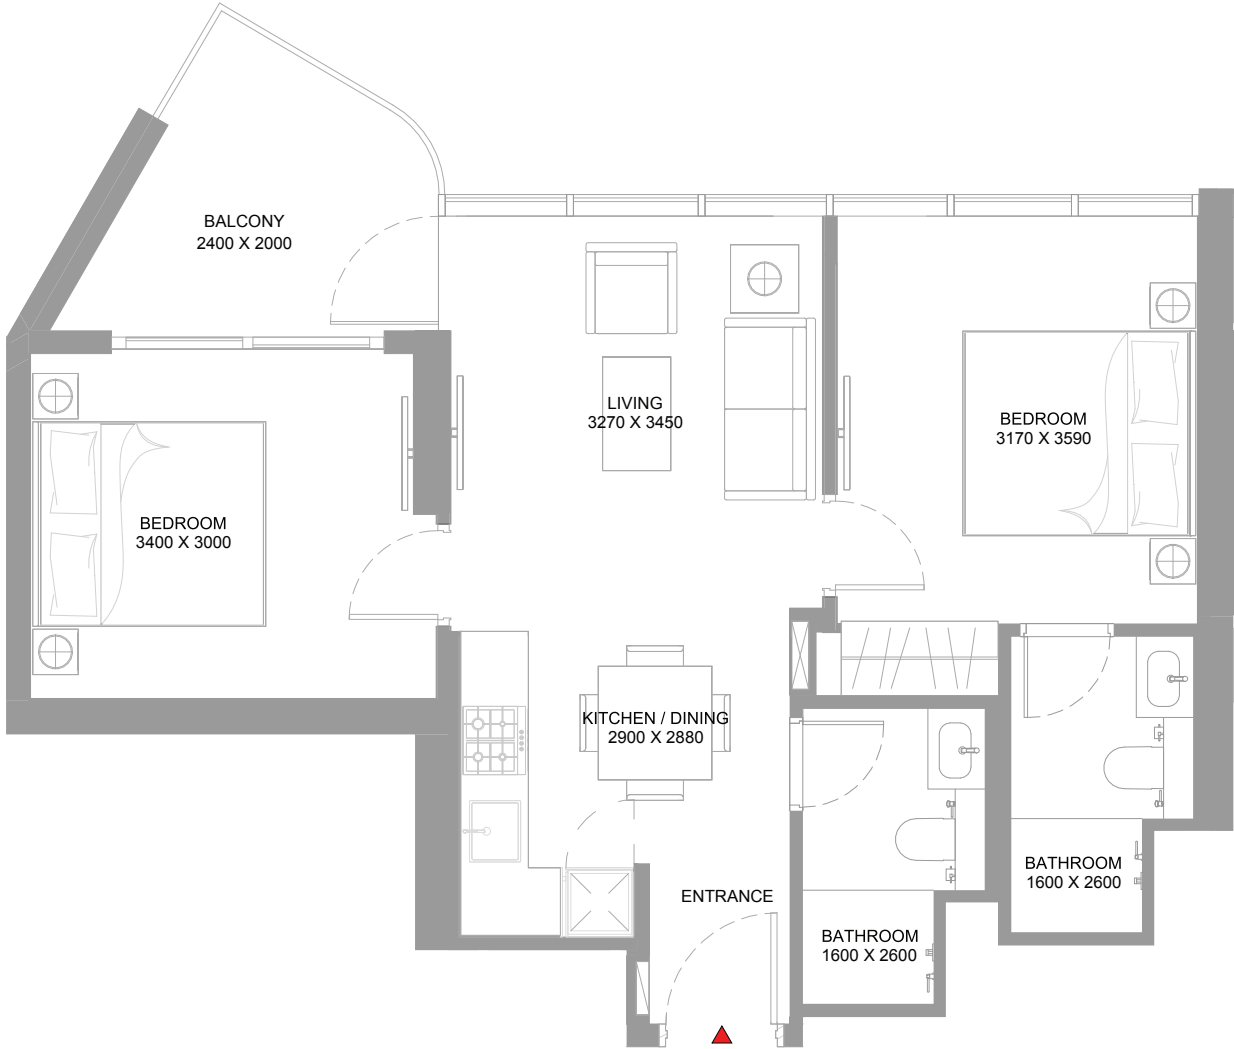 BALCONY
2400 X 2000
LIVING
3270 X 3450
BEDROOM
3170 X 3590
BEDROOM
3400 X 3000
KITCHEN / DINING
2900 X 2880
BATHROOM
1600 X 2600
ENTRANCE
BATHROOM
1600 X 2600